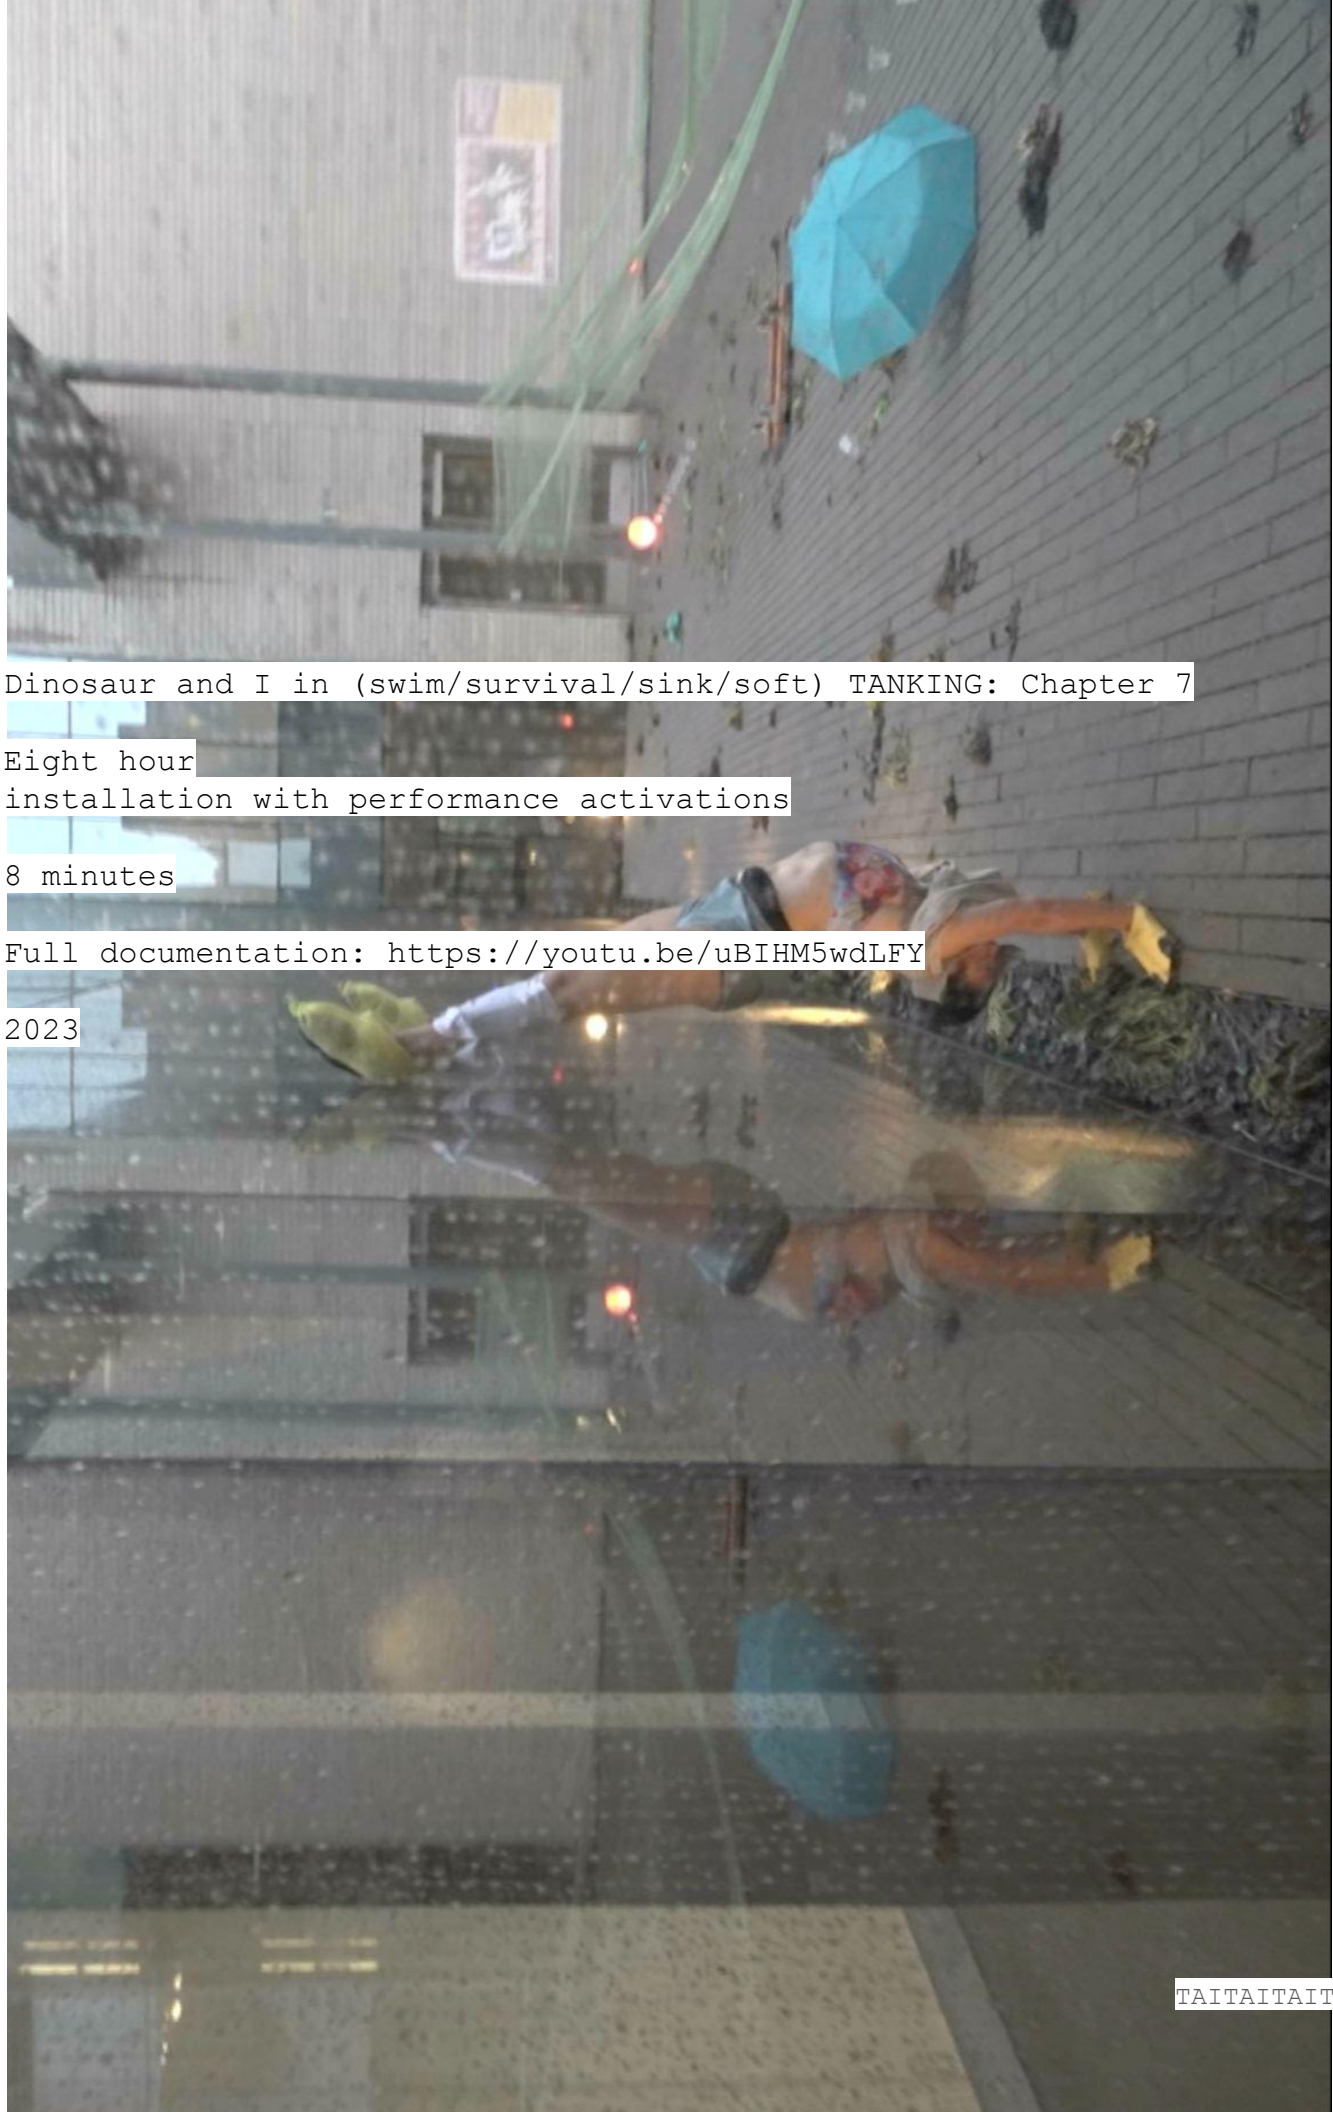 Dinosaur and I in (swim/survival/sink/soft) TANKING: Chapter 7
Eight hour
installation with performance activations
8 minutes
Full documentation: https://youtu.be/uBIHM5wdLFY
2023
TAITAITAIT